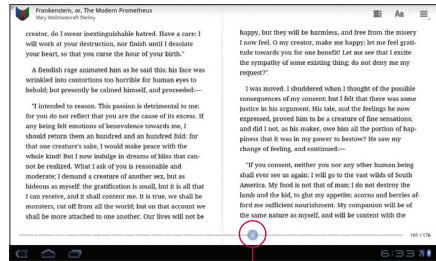 Frankenstein, or, The Modern Prometheus
Mary Wollstonecraft Shelley
Aa
creator, do I swear inextinguishable hatred. Have a care: I
will work at your destruction, nor finish until I desolate
your heart, so that you curse the hour of your birth."
A fiendish rage animated him as he said this; his face was
wrinkled into contortions too horrible for human eyes to
behold; but presently he calmed himself, and proceeded:—
"I intended to reason. This passion is detrimental to me;
for you do not reflect that you are the cause of its excess. If
any being felt emotions of benevolence towards me, I
should return them an hundred and an hundred fold; for
that one creature's sake, I would make peace with the
whole kind! But I now indulge in dreams of bliss that can-
not be realized. What I ask of you is reasonable and
moderate; I demand a creature of another sex, but as
hideous as myself: the gratification is small, but it is all that
I can receive, and it shall content me. It is true, we shall be
monsters, cut off from all the world; but on that account we
shall be more attached to one another. Our lives will not be
happy, but they will be harmless, and free from the misery
I now feel. O my creator, make me happy; let me feel grati-
tude towards you for one benefit! Let me see that I excite
the sympathy of some existing thing; do not deny me my
request?"
I was moved. I shuddered when I thought of the possible
consequences of my consent; but I felt that there was some
justice in his argument. His tale, and the feelings he now
expressed, proved him to be a creature of fine sensations;
and did I not, as his maker, owe him all the portion of hap-
piness that it was in my power to bestow? He saw my
change of feeling, and continued:—
"If you consent, neither you nor any other human being
shall ever see us again: I will go to the vast wilds of South
America. My food is not that of man; I do not destroy the
lamb and the kid, to glut my appetite; acorns and berries af-
ford me sufficient nourishment. My companion will be of
the same nature as myself, and will be content with the
101 / 176
6:33